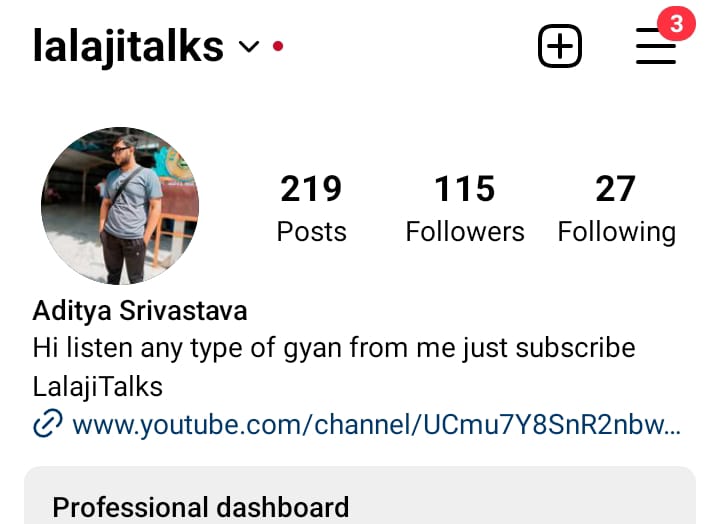 lalajitalks
3
219 115 27
Posts Followers Following
Aditya Srivastava
Hi listen any type of gyan from me just subscribe
LalajiTalks
www.youtube.com/channel/UCmu7Y8SnR2nbw...
Professional dashboard